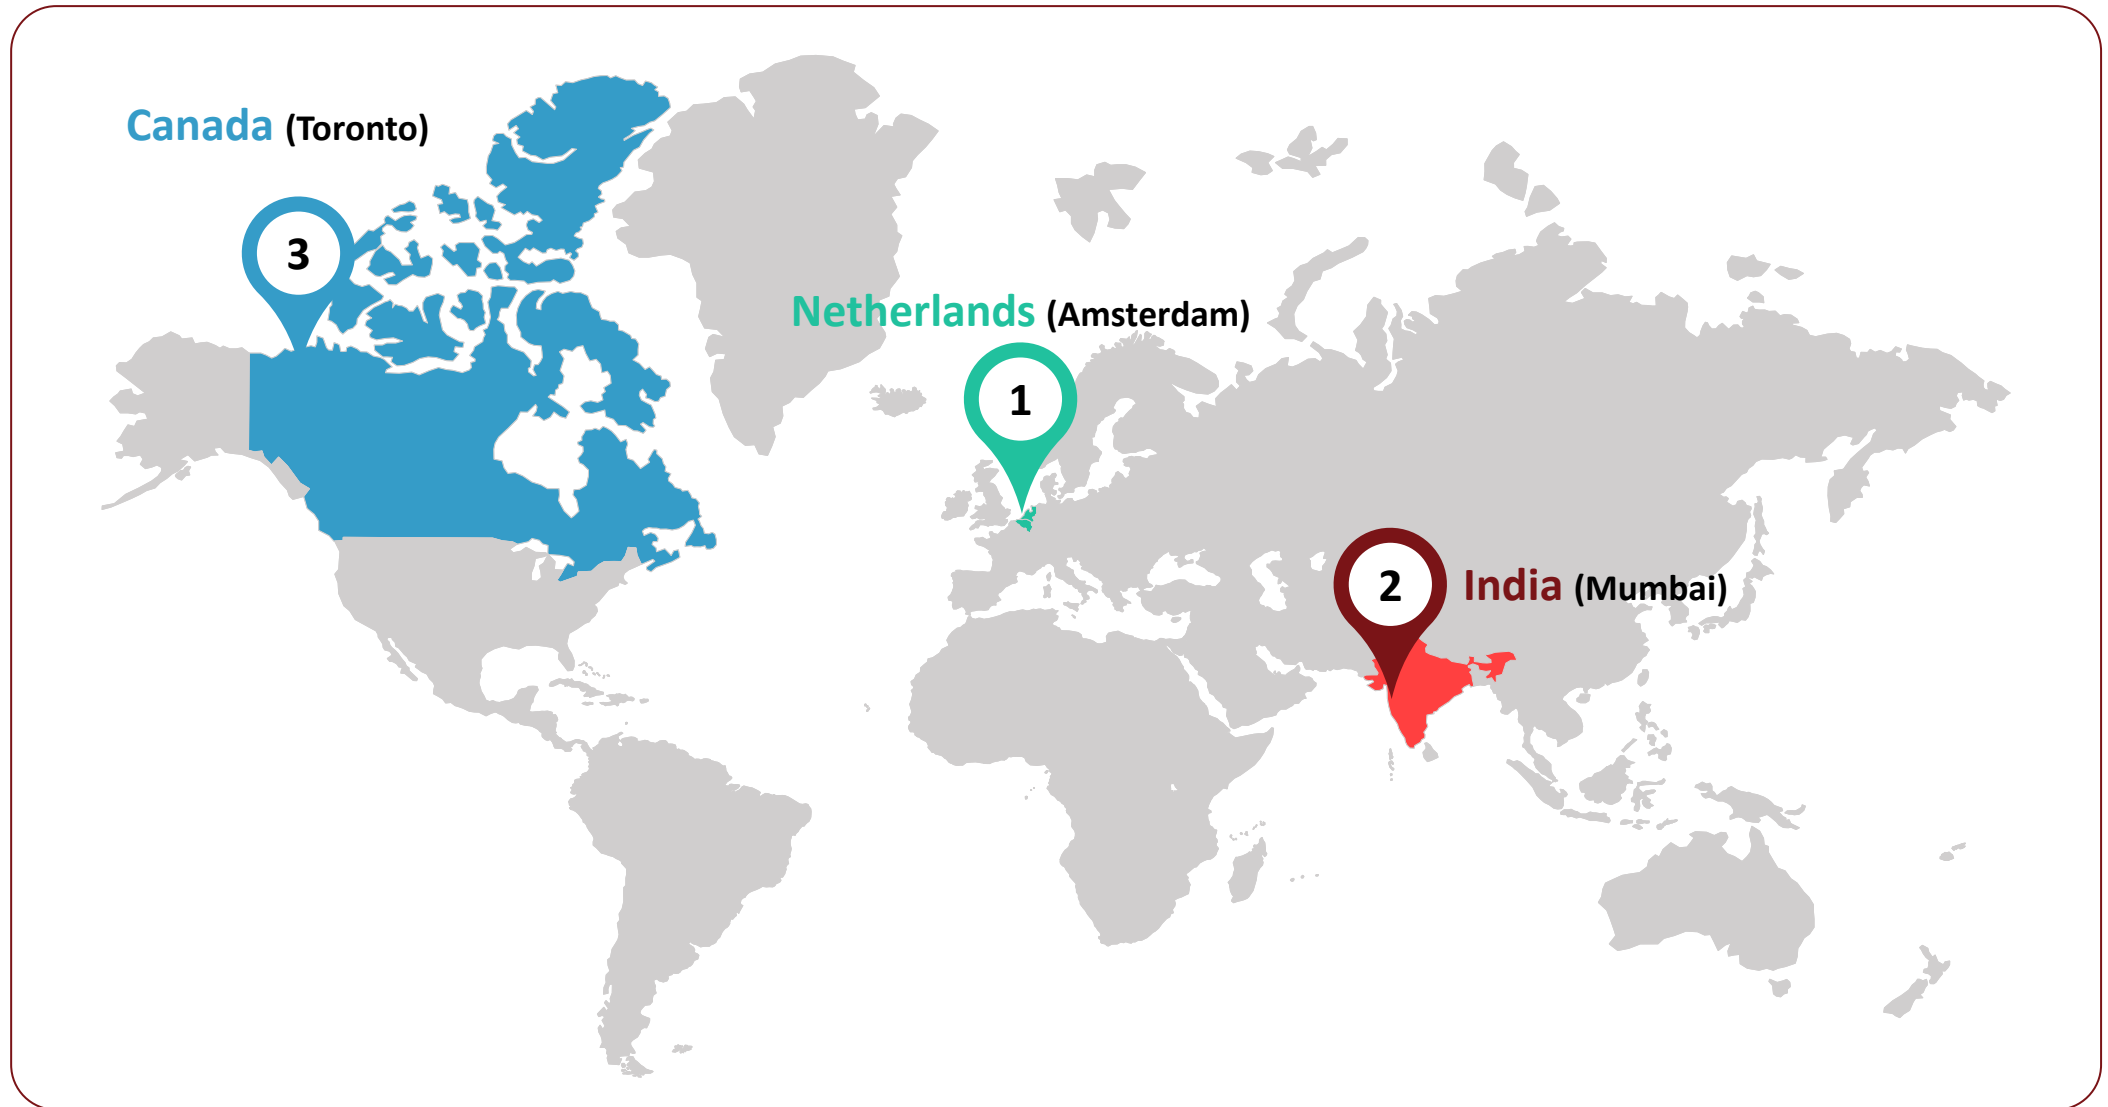 Canada (Toronto)
3
Netherlands (Amsterdam)
1
2
India (Mumbai)